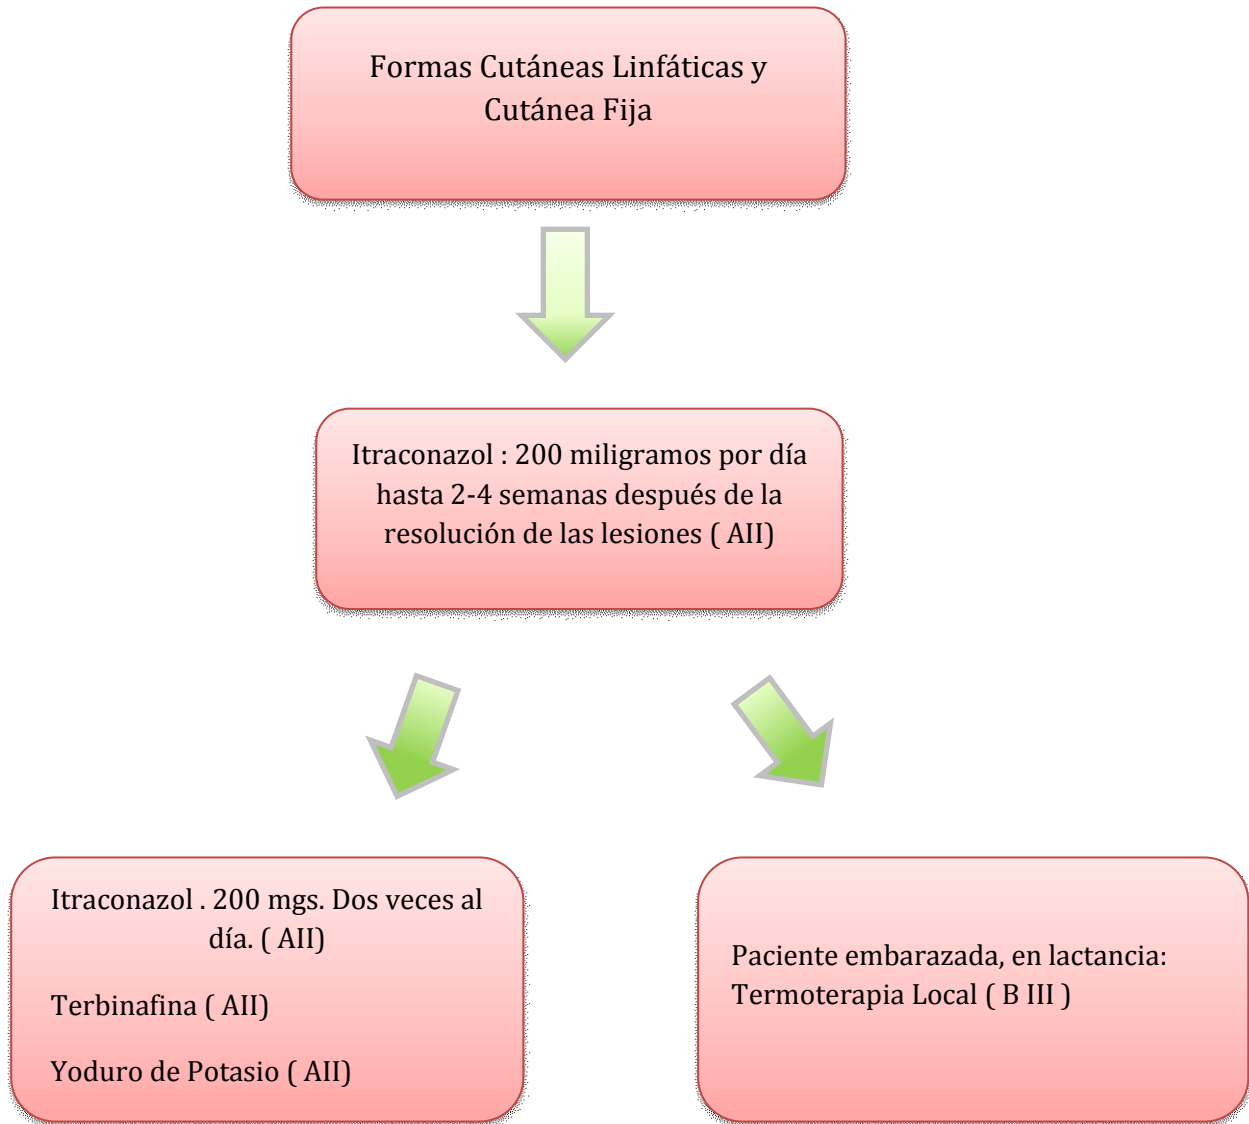 Formas Cutáneas Linfáticas y
Cutánea Fija
Itraconazol : 200 miligramos por día
hasta 2-4 semanas después de la
resolución de las lesiones ( AII)
Itraconazol . 200 mgs. Dos veces al
día. ( AII)
Terbinafina ( AII)
Yoduro de Potasio ( AII)
Paciente embarazada, en lactancia:
Termoterapia Local ( B III )